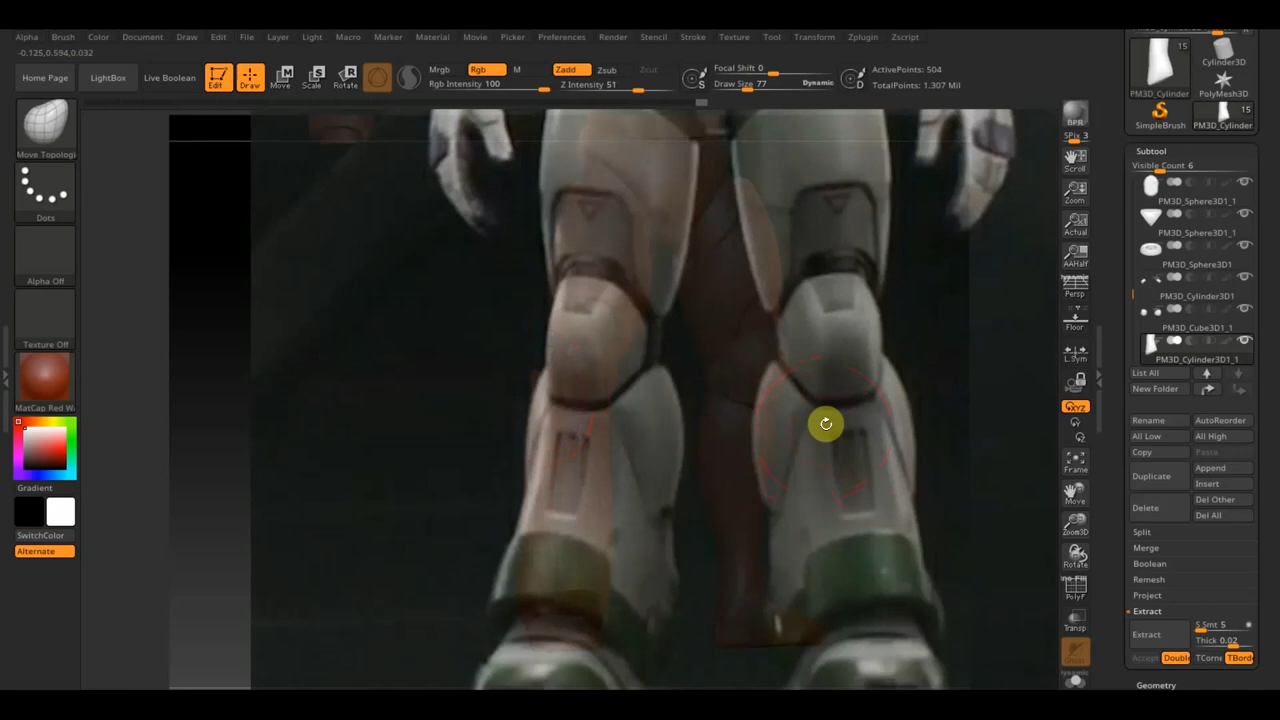 Alpha Brush Color Document Draw Edit File Layer Light Macro Marker Material Movie Picker Preferences Render Stencil Stroke Texture Tool Transform Zplugin Zscript
-0.125,0.594,0.032
Home Page LightBox Live Boolean Edit Draw Move Scale Rotate
Mrgb Rgb M Zadd Zsub Zcut
Rgb Intensity 100 Z Intensity 51
S Focal Shift 0
Draw Size 77 Dynamic
D ActivePoints: 504
TotalPoints: 1.307 Mil
Move Topologi
Dots
Alpha Off
Texture Off
MatCap Red W
Gradient
SwitchColor
Alternate
BPR
SPix 3
Scroll
Zoom
Actual
AAHalf
Dynamic
Persp
Floor
L.Sym
XYZ
Frame
Move
Zoom3D
Rotate
PolyF
Transp
Dynamic
15
PM3D_Cylinder
Cylinder3D
PolyMesh3D
SimpleBrush
15
PM3D_Cylinder
Subtool
Visible Count 6
PM3D_Sphere3D1_1
PM3D_Sphere3D1_1
PM3D_Sphere3D1
PM3D_Cylinder3D1
PM3D_Cube3D1_1
PM3D_Cylinder3D1_1
List All
New Folder
Rename AutoReorder
All Low All High
Copy Paste
Duplicate Append
Insert
Delete Del Other
Del All
Split
Merge
Boolean
Remesh
Project
Extract
Extract S Smt 5
Thick 0.02
Accept Double TCorne TBorde
Geometry